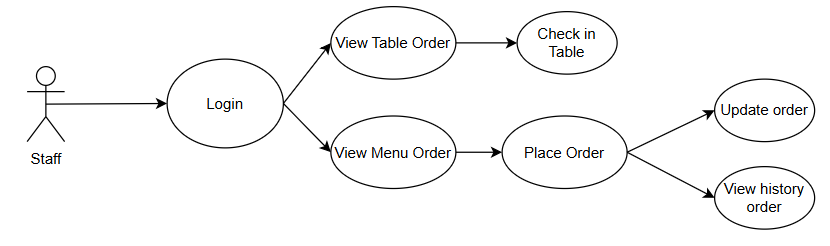 Staff
Login
View Table Order
Check in
Table
View Menu Order
Place Order
Update order
View history
order